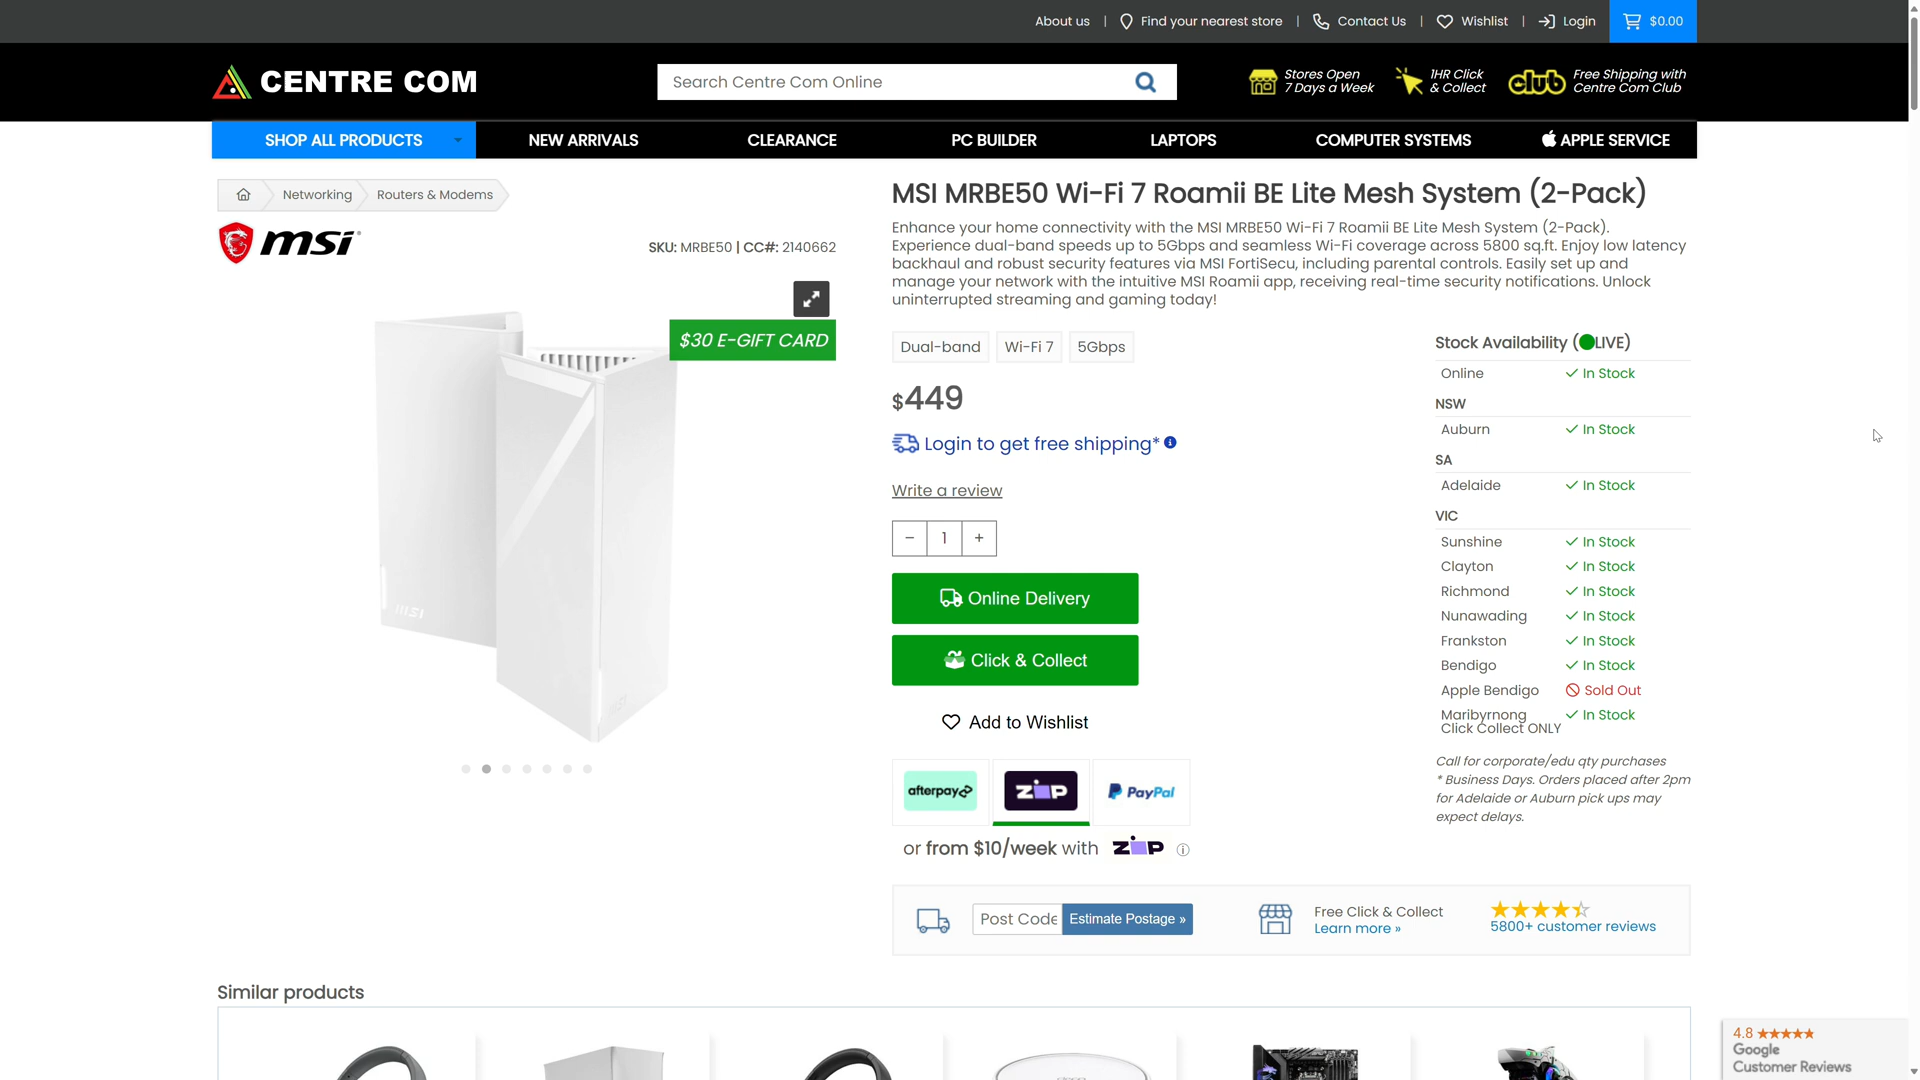 About us | Find your nearest store | Contact Us | Wishlist | Login $0.00
CENTRE COM
Search Centre Com Online
Stores Open
7 Days a Week
1HR Click
& Collect
club
Free Shipping with
Centre Com Club
SHOP ALL PRODUCTS
NEW ARRIVALS
CLEARANCE
PC BUILDER
LAPTOPS
COMPUTER SYSTEMS
APPLE SERVICE
Networking
Routers & Modems
msi
SKU: MRBE50 | CC#: 2140662
$30 E-GIFT CARD
msi
msi
MSI MRBE50 Wi-Fi 7 Roamii BE Lite Mesh System (2-Pack)
Enhance your home connectivity with the MSI MRBE50 Wi-Fi 7 Roamii BE Lite Mesh System (2-Pack).
Experience dual-band speeds up to 5Gbps and seamless Wi-Fi coverage across 5800 sq.ft. Enjoy low latency
backhaul and robust security features via MSI FortiSecu, including parental controls. Easily set up and
manage your network with the intuitive MSI Roamii app, receiving real-time security notifications. Unlock
uninterrupted streaming and gaming today!
Dual-band
Wi-Fi 7
5Gbps
$449
Login to get free shipping*
Write a review
− 1 +
Online Delivery
Click & Collect
Add to Wishlist
afterpay
ZIP
PayPal
or from $10/week with ZIP
Stock Availability (LIVE)
Online In Stock
NSW
Auburn In Stock
SA
Adelaide In Stock
VIC
Sunshine In Stock
Clayton In Stock
Richmond In Stock
Nunawading In Stock
Frankston In Stock
Bendigo In Stock
Apple Bendigo Sold Out
Maribyrnong In Stock
Click Collect ONLY
Call for corporate/edu qty purchases
* Business Days. Orders placed after 2pm
for Adelaide or Auburn pick ups may
expect delays.
Post Code
Estimate Postage »
Free Click & Collect
Learn more »
5800+ customer reviews
Similar products
4.8
Google
Customer Reviews